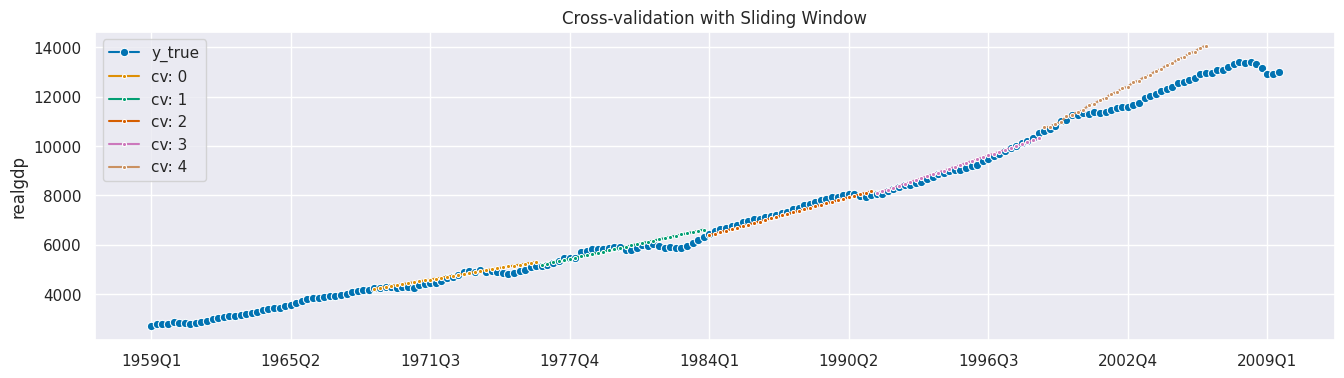 Cross-validation with Sliding Window
14000
12000
10000
8000
6000
4000
realgdp
y_true
cv: 0
cv: 1
cv: 2
cv: 3
cv: 4
1959Q1 1965Q2 1971Q3 1977Q4 1984Q1 1990Q2 1996Q3 2002Q4 2009Q1